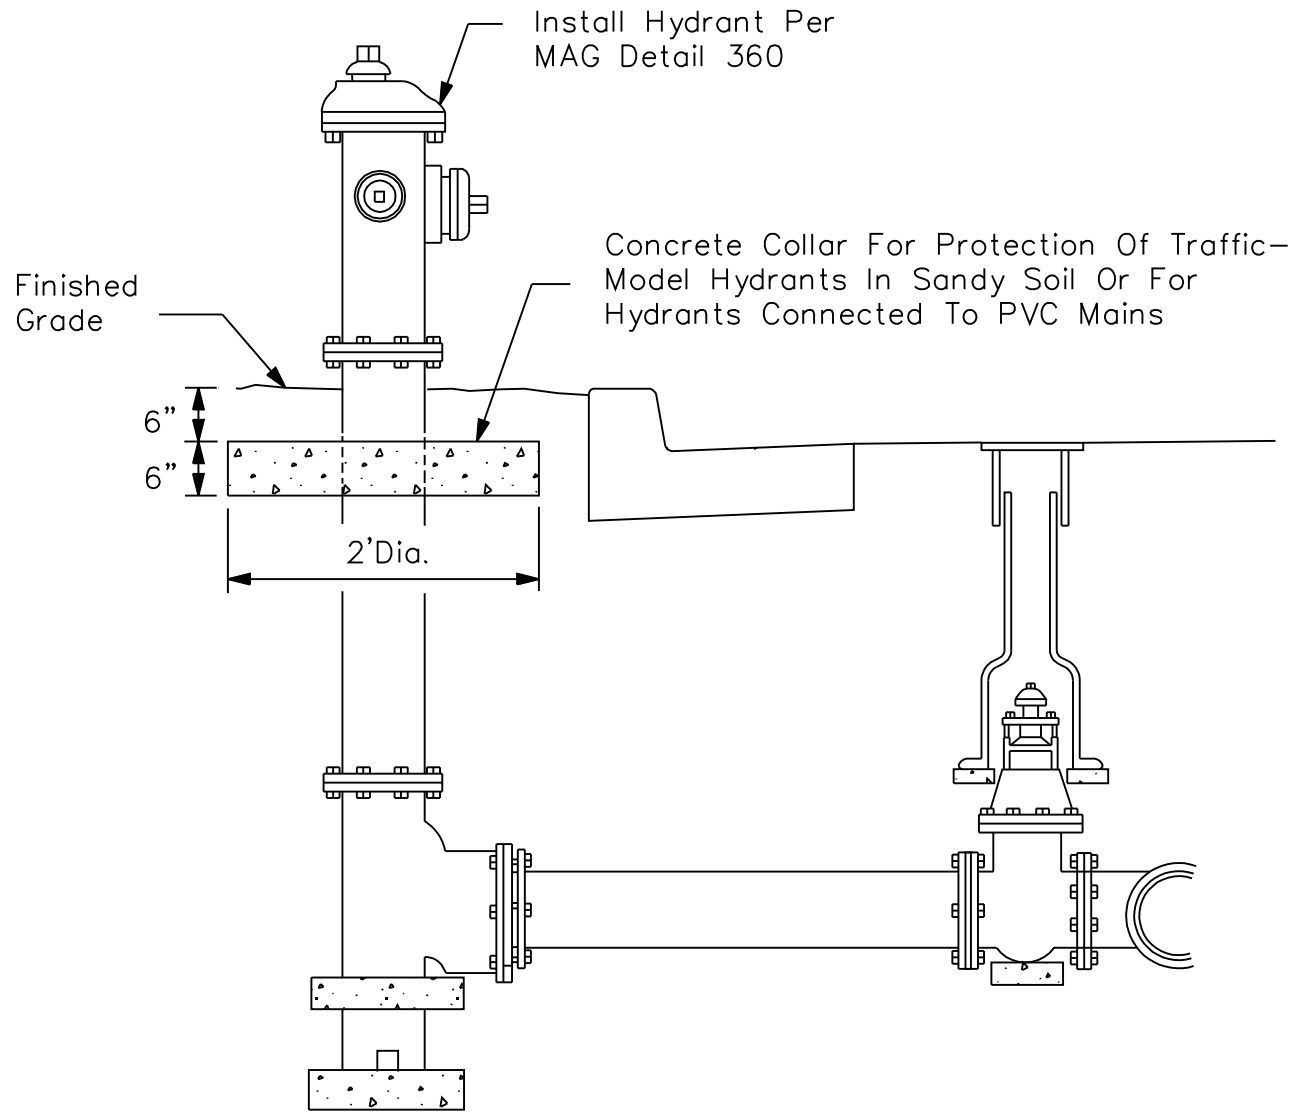 Install Hydrant Per
MAG Detail 360
Concrete Collar For Protection Of Traffic-
Model Hydrants In Sandy Soil Or For
Hydrants Connected To PVC Mains
Finished
Grade
6"
6"
2'Dia.